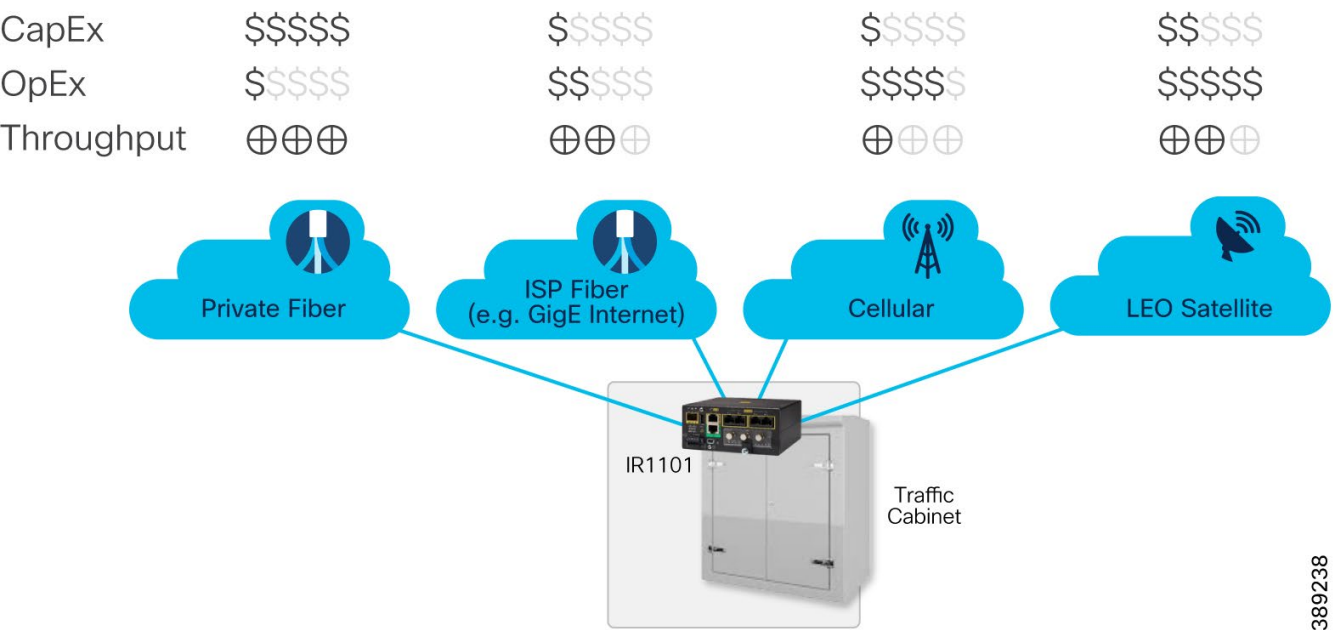 CapEx $$$$$ $$$$$ $$$$$ $$$$$
OpEx $$$$$ $$$$$ $$$$$ $$$$$
Throughput ⊕⊕⊕ ⊕⊕⊕ ⊕⊕⊕ ⊕⊕⊕
Private Fiber
ISP Fiber
(e.g. GigE Internet)
Cellular
LEO Satellite
IR1101
Traffic
Cabinet
389238